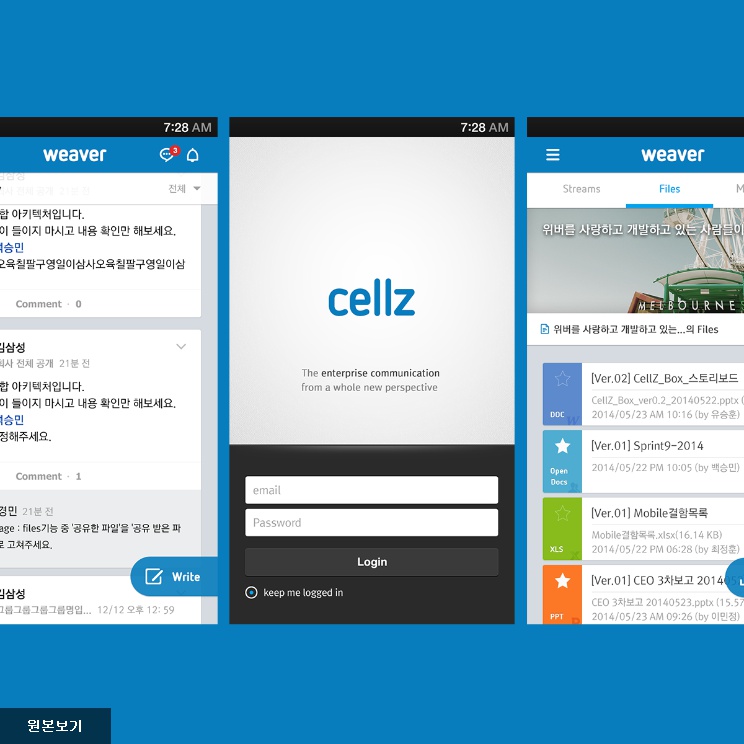 7:28 AM
weaver
3
전체
합 아키텍처입니다.
이 들이지 마시고 내용 확인만 해보세요.
승민
오육칠팔구영일이삼사오육칠팔구영일이삼
Comment · 0
김삼성
회사 전체 공개 21분 전
합 아키텍처입니다.
이 들이지 마시고 내용 확인만 해보세요.
승민
정해주세요.
Comment · 1
경민 21분 전
age : files기능 중 '공유한 파일'을 '공유 받은 파
로 고쳐주세요.
Write
김삼성
그룹그룹그룹그룹명입... 12/12 오후 12: 59
7:28 AM
cellz
The enterprise communication
from a whole new perspective
email
Password
Login
keep me logged in
weaver
Streams
Files
M
위버를 사랑하고 개발하고 있는 사람들이
MELBOURNE
위버를 사랑하고 개발하고 있는...의 Files
DOC
[Ver.02] CellZ_Box_스토리보드
CellZ_Box_ver0.2_20140522.pptx (
2014/05/23 AM 10:16 (by 유승훈)
Open
Docs
[Ver.01] Sprint9-2014
2014/05/22 PM 10:05 (by 백승민)
XLS
[Ver.01] Mobile결함목록
Mobile결함목록.xlsx(16.14 KB)
2014/05/22 PM 06:28 (by 최정훈)
PPT
[Ver.01] CEO 3차보고 20140
CEO 3차보고 20140523.pptx (15.57
2014/05/23 AM 09:26 (by 이민정)
원본보기